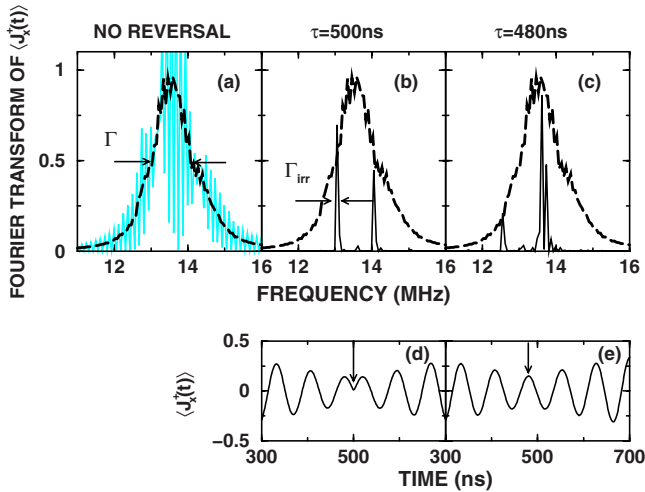 NO REVERSAL τ=500ns τ=480ns
FOURIER TRANSFORM OF ⟨J_x^+(t)⟩
1
0.5
0
(a) (b) (c)
Γ
Γ_irr
12 14 16 12 14 16 12 14 16
FREQUENCY (MHz)
⟨J_x^+(t)⟩
0.5
0
−0.5
(d) (e)
300 500 300 500 700
TIME (ns)